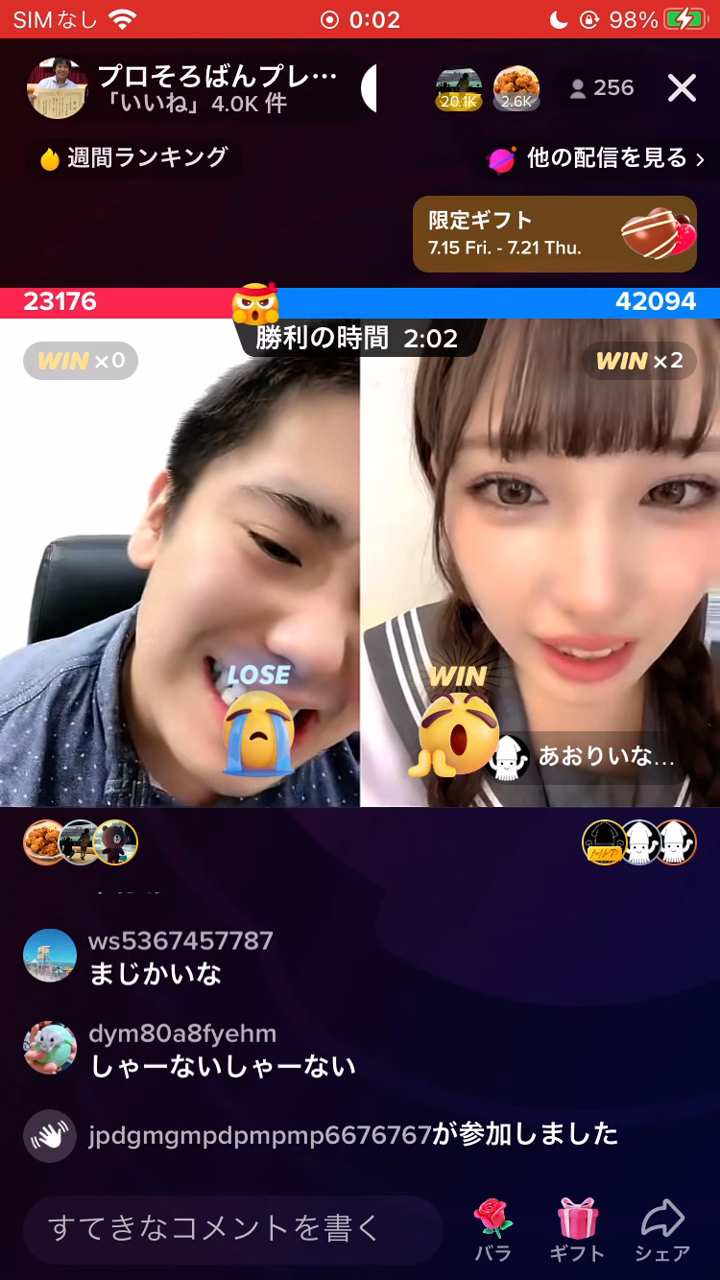 SIMなし
0:02
98%
プロそろばんプレ…
「いいね」4.0K 件
20.1K
2.6K
256
週間ランキング
他の配信を見る
限定ギフト
7.15 Fri. - 7.21 Thu.
23176
42094
勝利の時間 2:02
WIN ×0
WIN ×2
LOSE
WIN
あおりいな…
MVP
ws5367457787
まじかいな
dym80a8fyehm
しゃーないしゃーない
jpdgmgmpdpmpmp6676767が参加しました
すてきなコメントを書く
バラ
ギフト
シェア